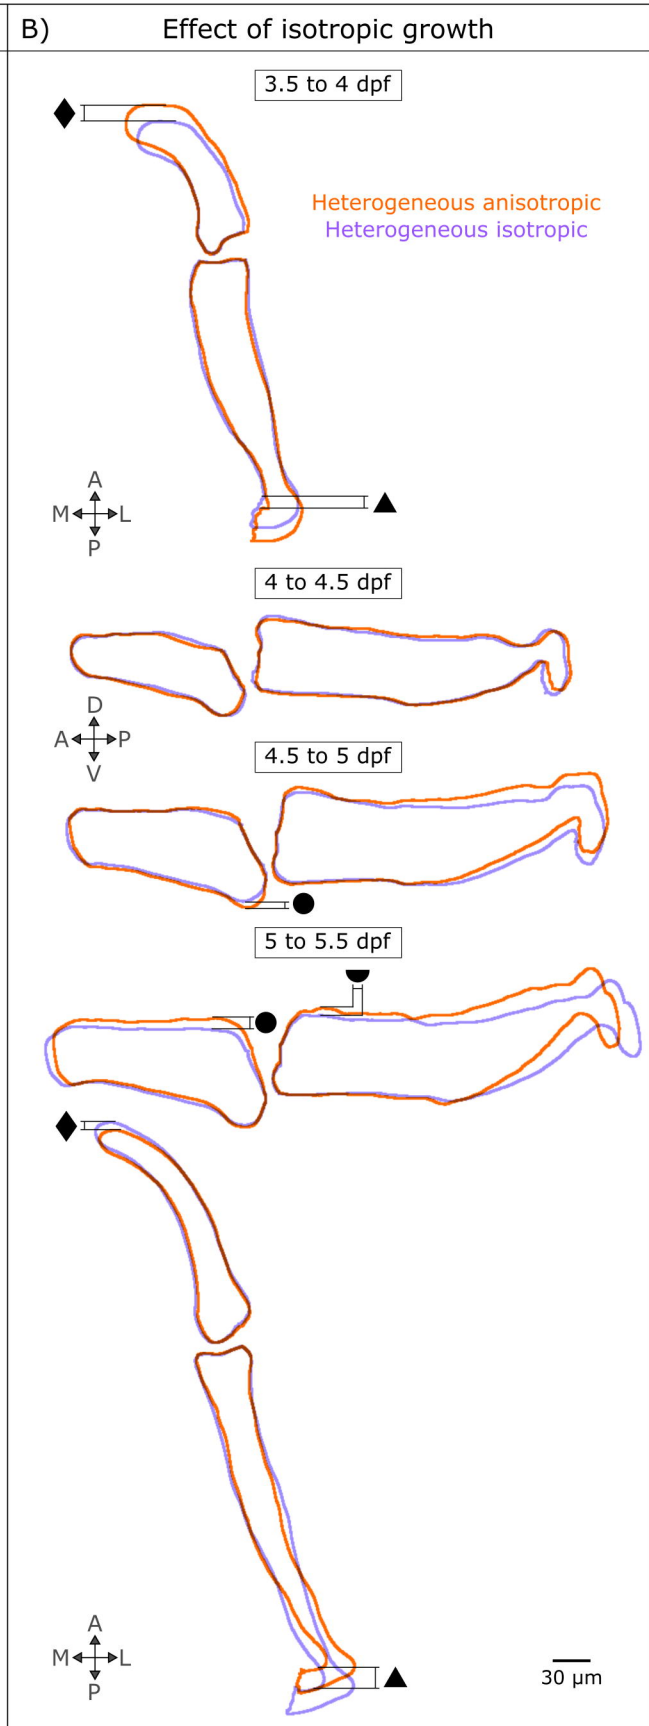 B) Effect of isotropic growth
3.5 to 4 dpf
Heterogeneous anisotropic
Heterogeneous isotropic
A
M L
P
4 to 4.5 dpf
D
A P
V
4.5 to 5 dpf
5 to 5.5 dpf
A
M L
P
30 µm